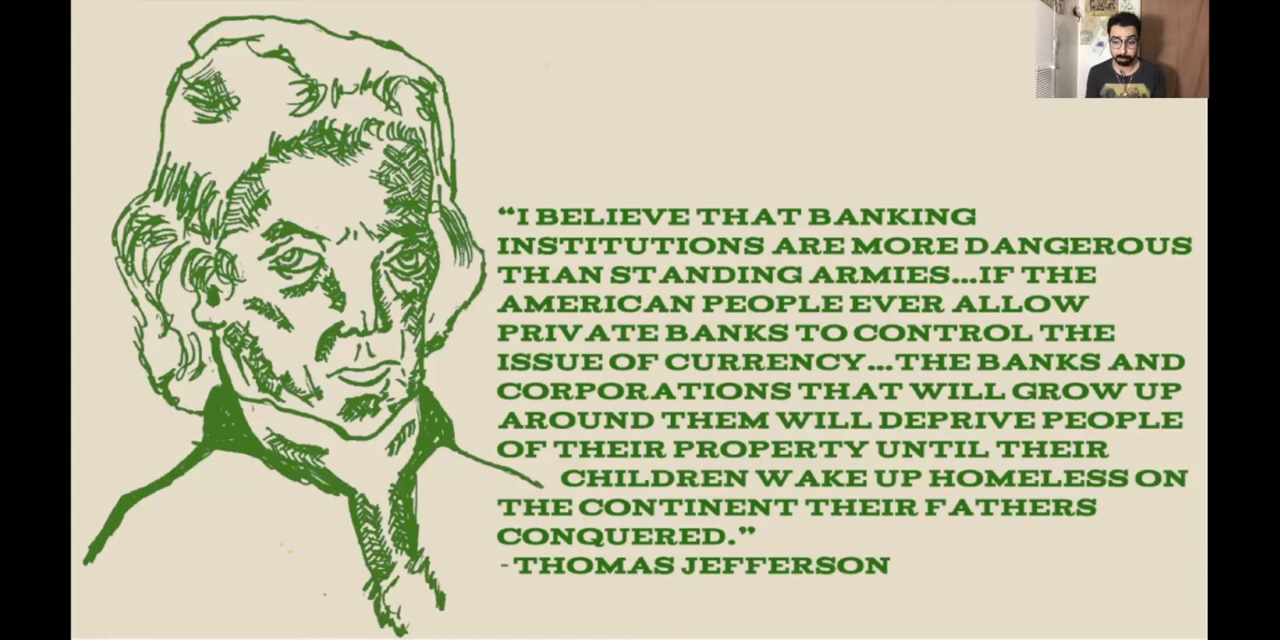 “I BELIEVE THAT BANKING
INSTITUTIONS ARE MORE DANGEROUS
THAN STANDING ARMIES...IF THE
AMERICAN PEOPLE EVER ALLOW
PRIVATE BANKS TO CONTROL THE
ISSUE OF CURRENCY...THE BANKS AND
CORPORATIONS THAT WILL GROW UP
AROUND THEM WILL DEPRIVE PEOPLE
OF THEIR PROPERTY UNTIL THEIR
CHILDREN WAKE UP HOMELESS ON
THE CONTINENT THEIR FATHERS
CONQUERED.”
-THOMAS JEFFERSON